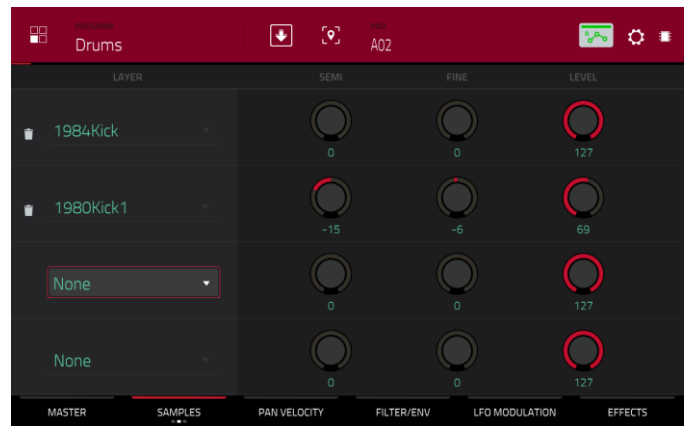 PROGRAM
Drums
PAD
A02
LAYER SEMI FINE LEVEL
1984Kick
0 0 127
1980Kick1
-15 -6 69
None
0 0 127
None
0 0 127
MASTER SAMPLES PAN VELOCITY FILTER/ENV LFO MODULATION EFFECTS